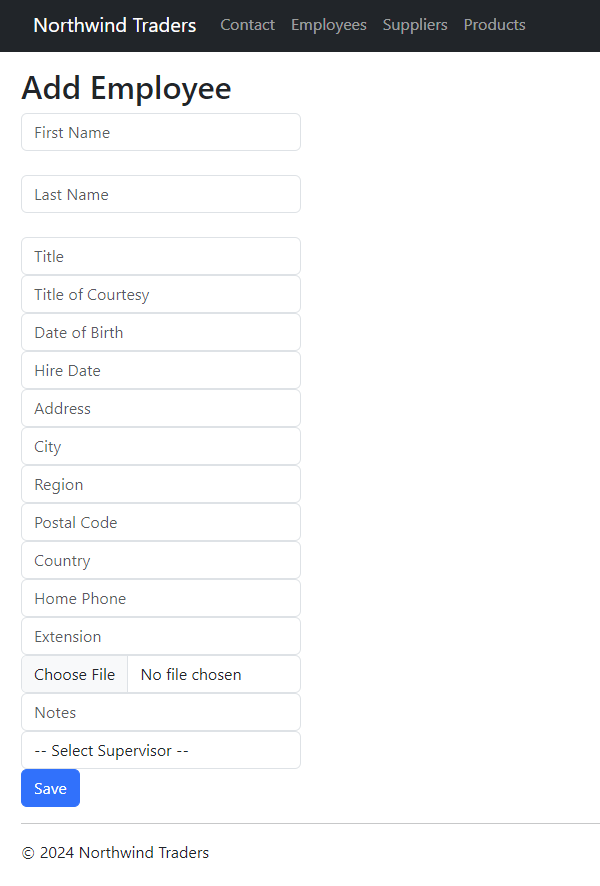 Northwind Traders Contact Employees Suppliers Products
Add Employee
First Name
Last Name
Title
Title of Courtesy
Date of Birth
Hire Date
Address
City
Region
Postal Code
Country
Home Phone
Extension
Choose File No file chosen
Notes
-- Select Supervisor --
Save
© 2024 Northwind Traders